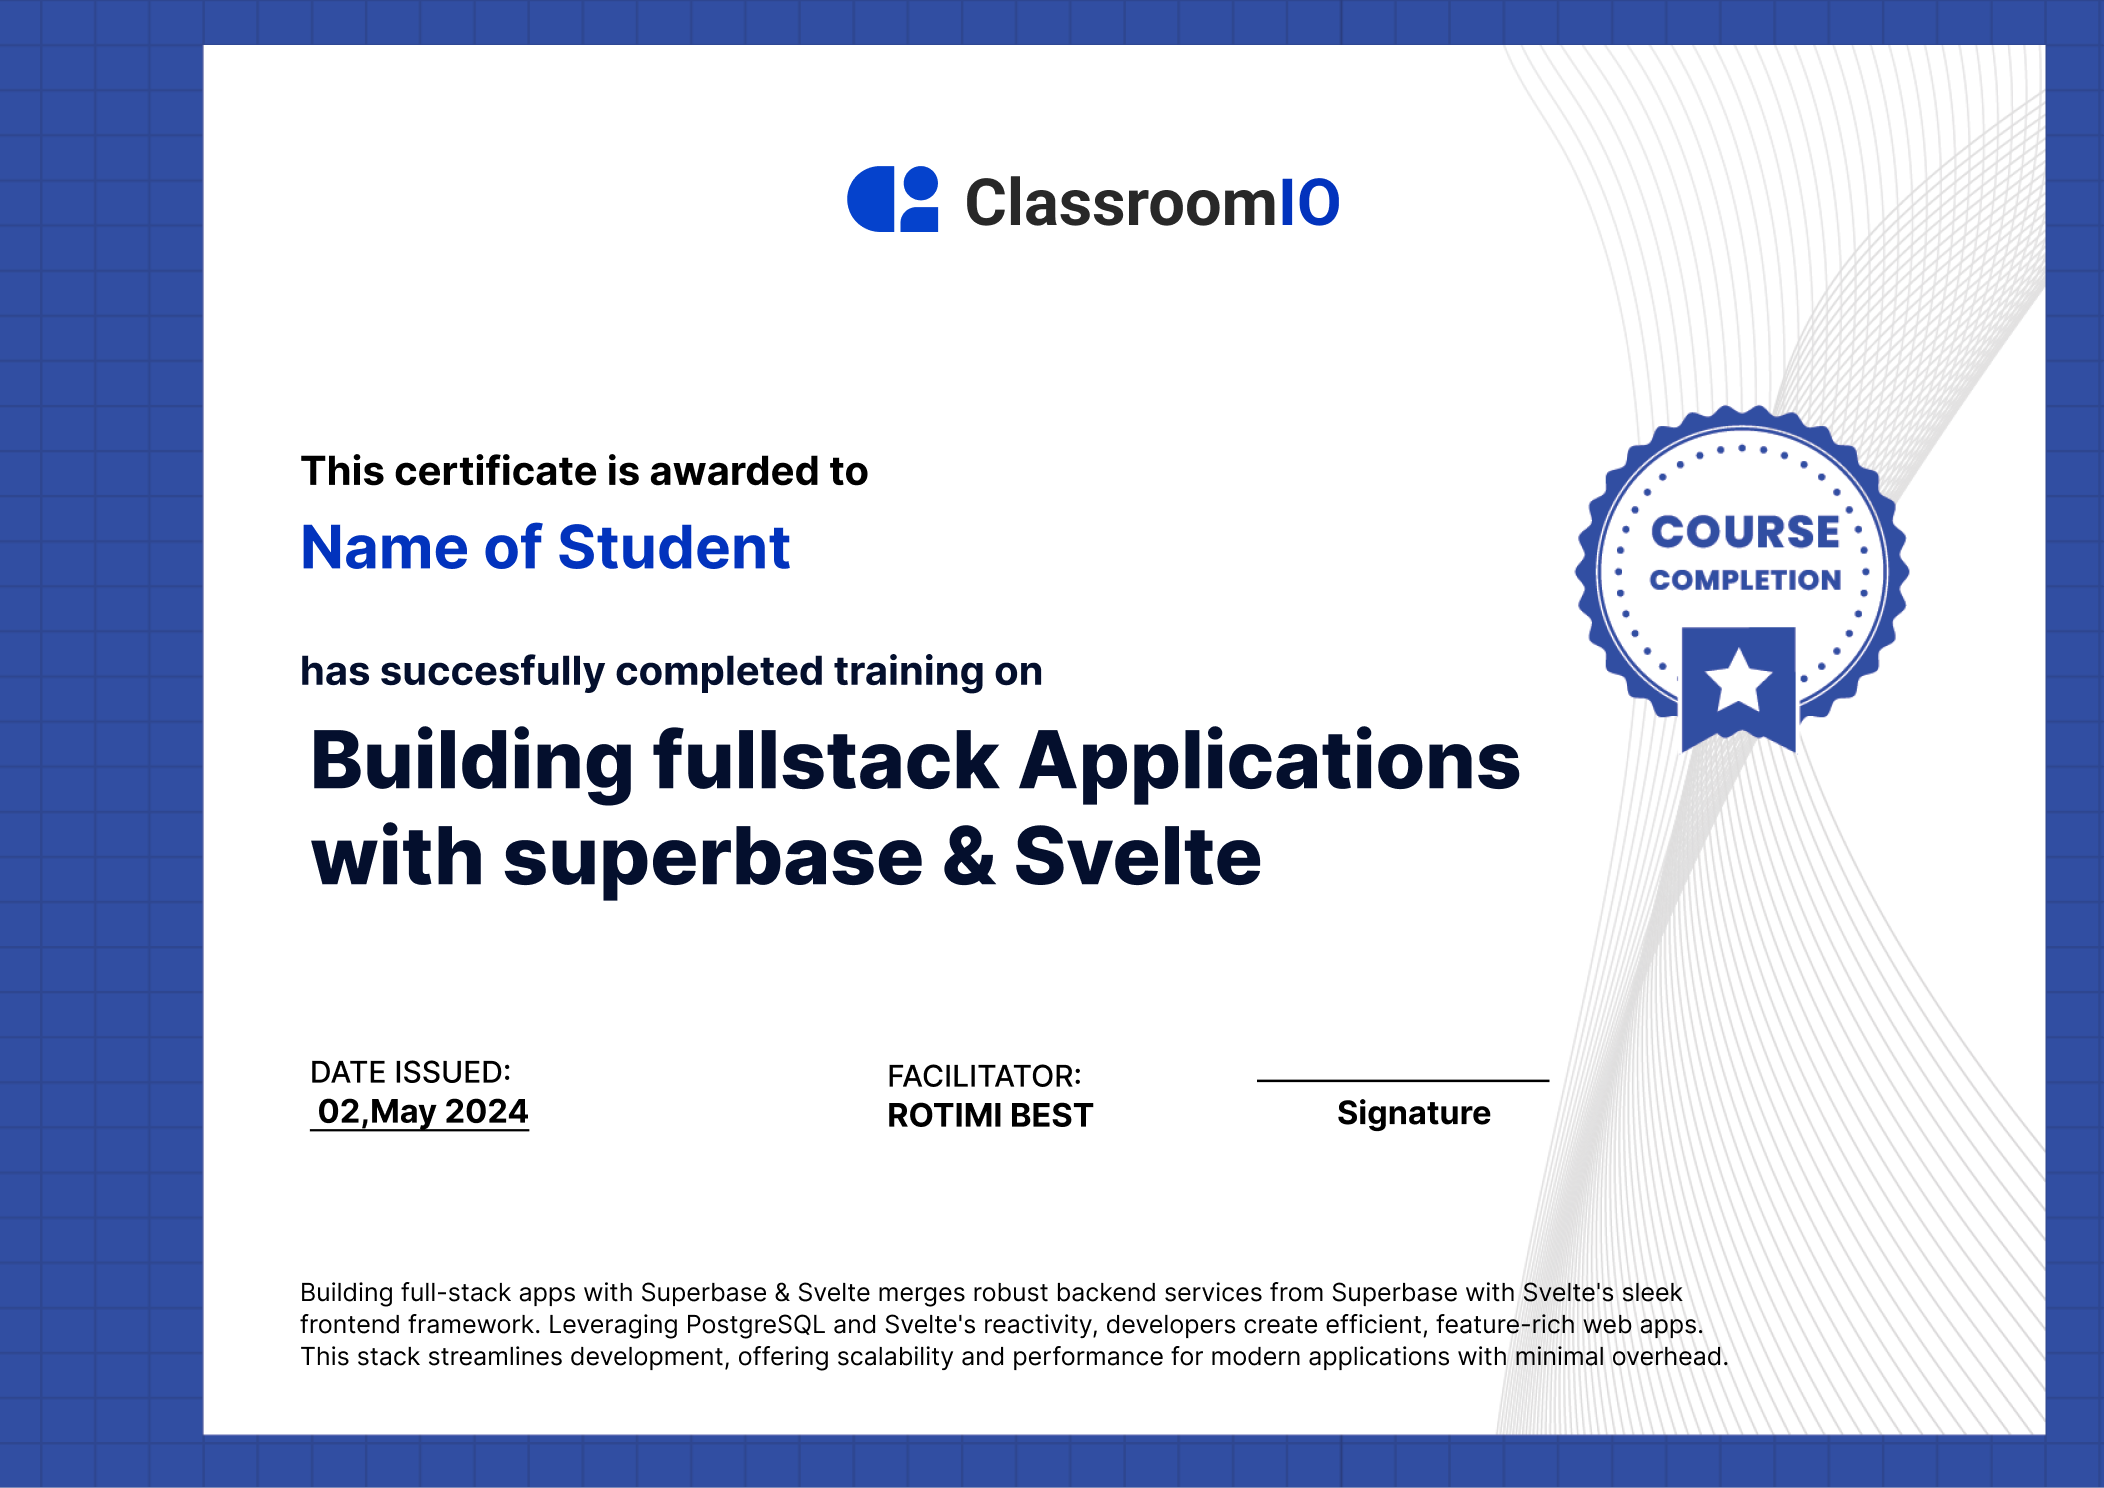 ClassroomIO
This certificate is awarded to
Name of Student
COURSE
COMPLETION
has succesfully completed training on
Building fullstack Applications
with superbase & Svelte
DATE ISSUED:
02,May 2024
FACILITATOR:
ROTIMI BEST
Signature
Building full-stack apps with Superbase & Svelte merges robust backend services from Superbase with Svelte's sleek
frontend framework. Leveraging PostgreSQL and Svelte's reactivity, developers create efficient, feature-rich web apps.
This stack streamlines development, offering scalability and performance for modern applications with minimal overhead.